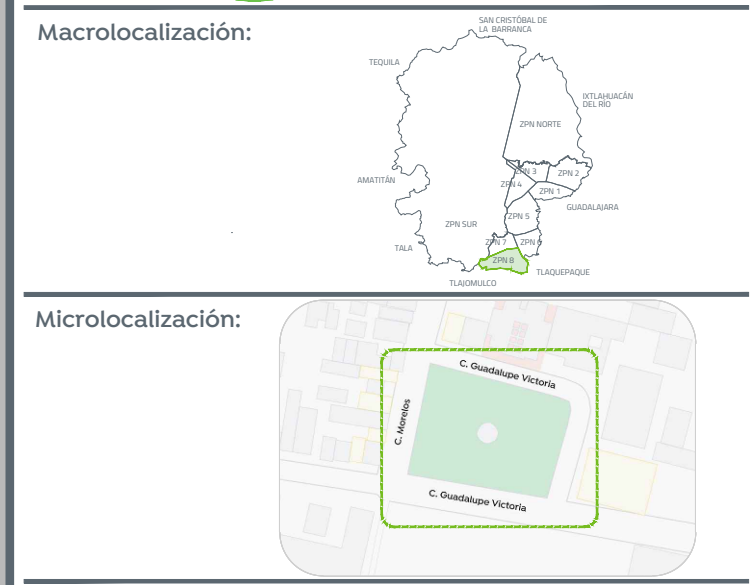 Macrolocalización:
SAN CRISTÓBAL DE
LA BARRANCA
TEQUILA
IXTLAHUACÁN
DEL RÍO
ZPN NORTE
ZPN 3
ZPN 2
AMATITÁN
ZPN 4
ZPN 1
GUADALAJARA
ZPN 5
ZPN SUR
ZPN 7
ZPN 6
TALA
ZPN 8
TLAQUEPAQUE
TLAJOMULCO
Microlocalización:
C. Guadalupe Victoria
C. Morelos
C. Guadalupe Victoria